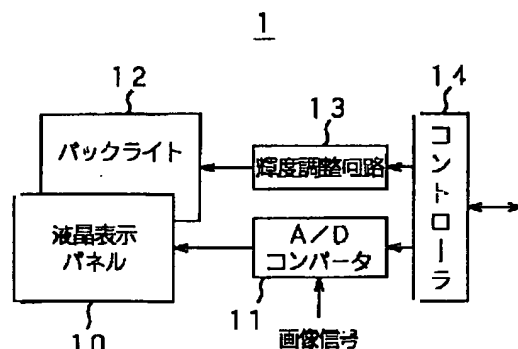 1
12
13
14
バックライト
輝度調整回路
コントローラ
液晶表示
パネル
A/D
コンバータ
10
11
画像信号